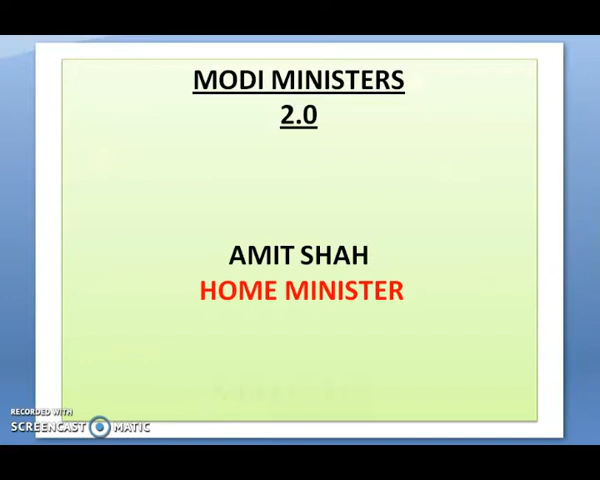 MODI MINISTERS
2.0
AMIT SHAH
HOME MINISTER
RECORDED WITH
SCREENCAST MATIC